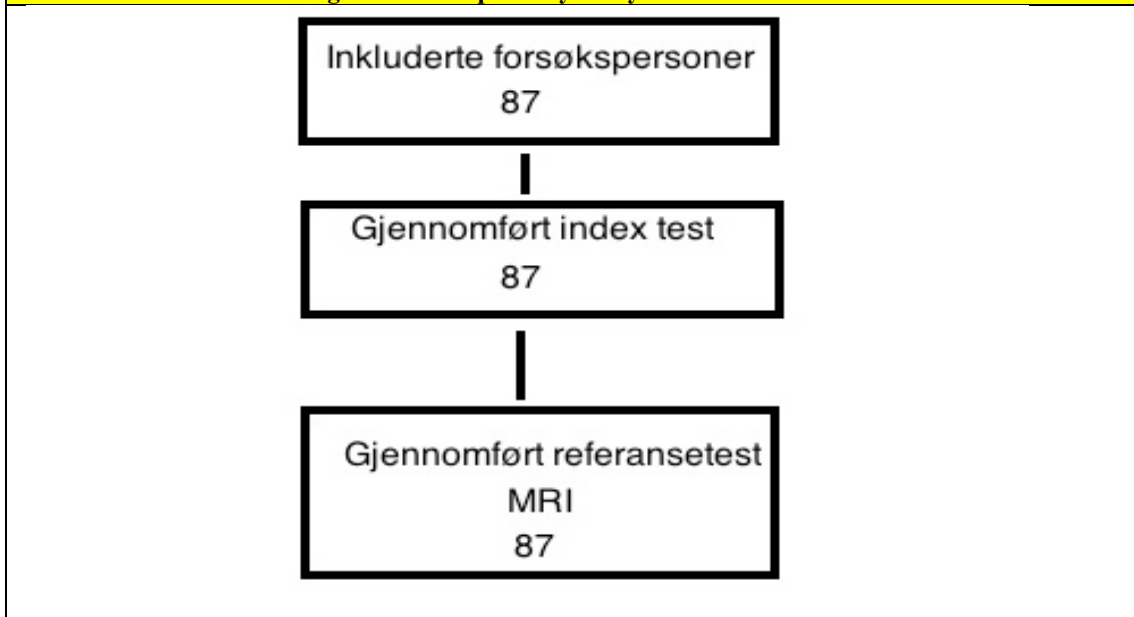 Inkluderte forsøkspersoner
87
Gjennomført index test
87
Gjennomført referansetest
MRI
87